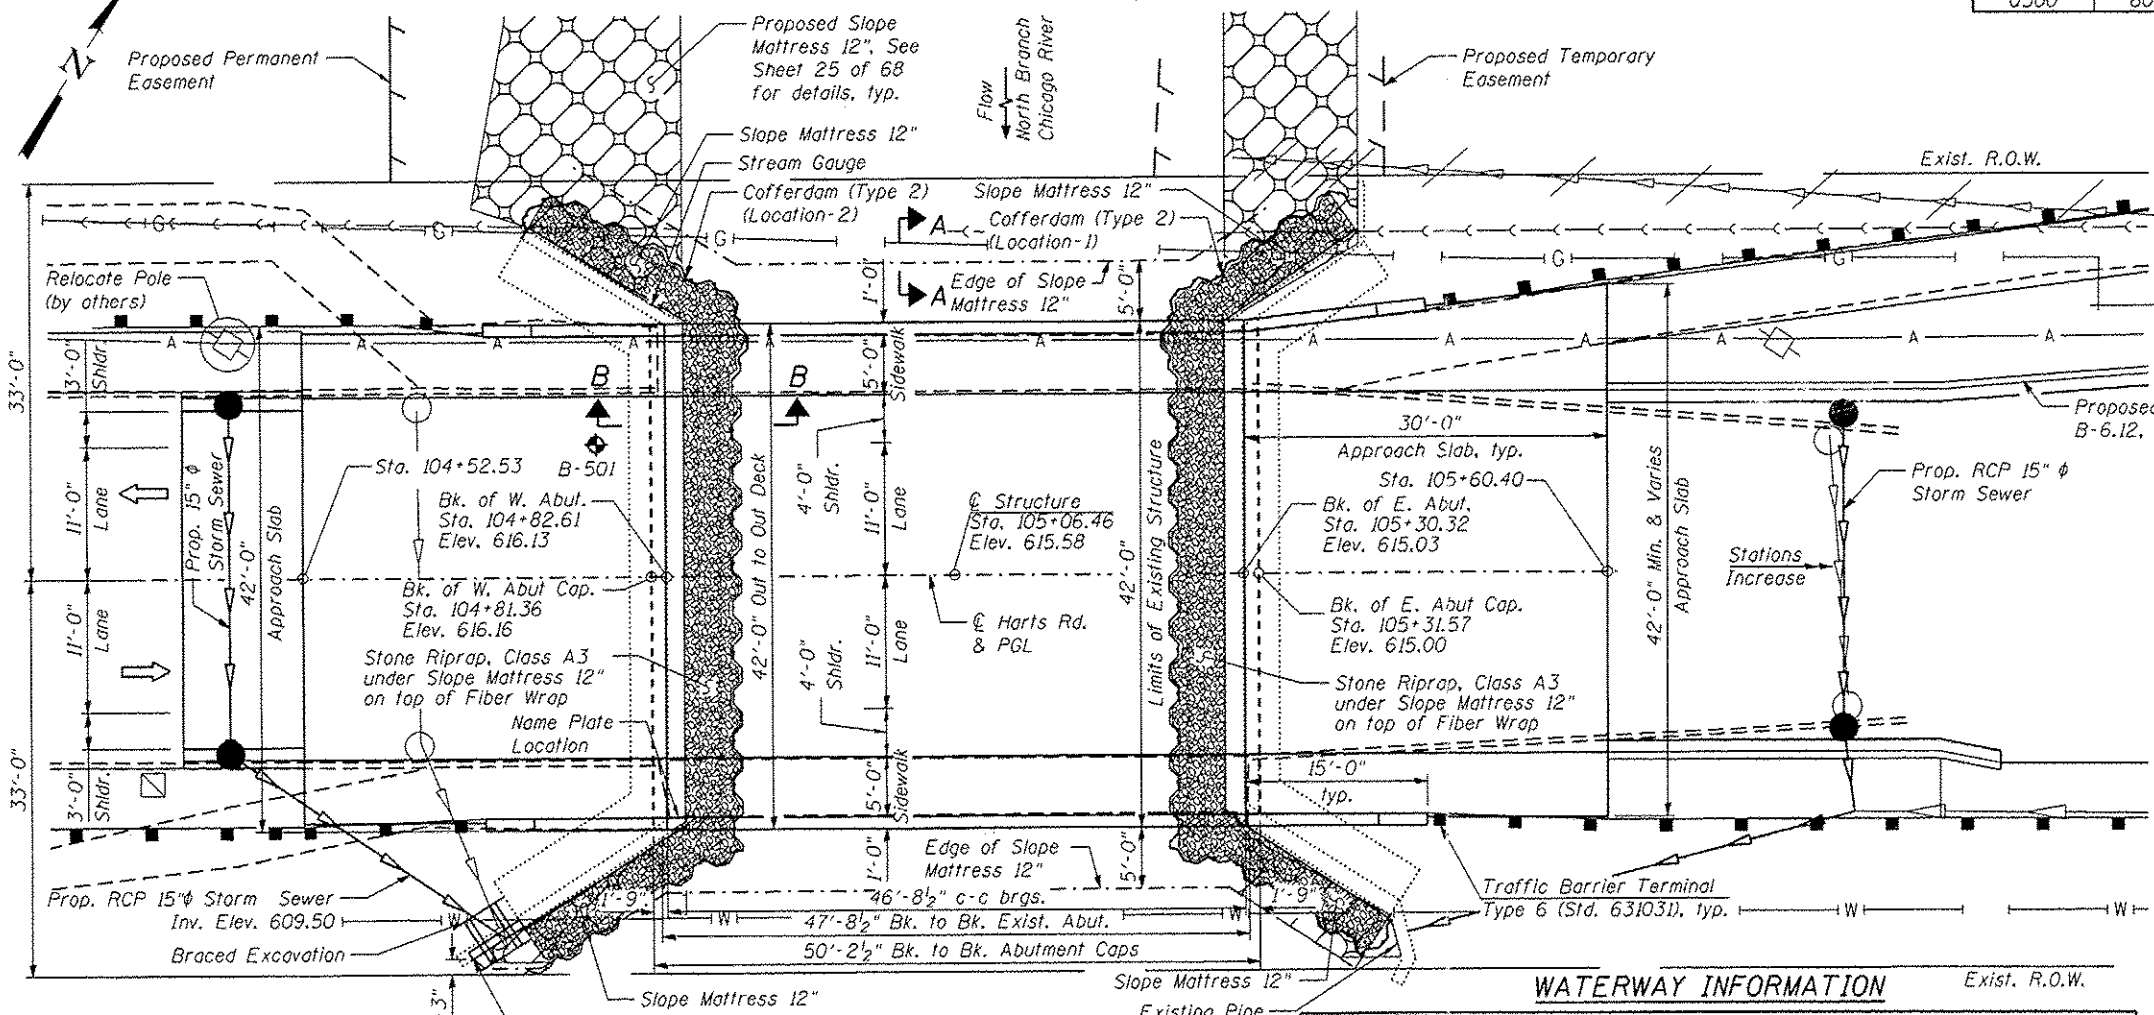 N
Proposed Permanent
Easement
Proposed Slope
Mattress 12", See
Sheet 25 of 68
for details, typ.
Flow
North Branch
Chicago River
Proposed Temporary
Easement
Slope Mattress 12"
Stream Gauge
Cofferdam (Type 2)
(Location-2)
Slope Mattress 12"
Cofferdam (Type 2)
(Location-1)
Exist. R.O.W.
A
A
G
G
G
G
G
Relocate Pole
(by others)
Edge of Slope
Mattress 12"
1'-0"
5'-0"
33'-0"
33'-0"
3'-0"
Shldr.
11'-0"
Lane
11'-0"
Lane
3'-0"
Shldr.
A A A A A A A A A A A
B B
B-501
Prop. 15" ϕ
Storm Sewer
42'-0"
Approach Slab
Sta. 104+52.53
Bk. of W. Abut.
Sta. 104+82.61
Elev. 616.13
Bk. of W. Abut Cap.
Sta. 104+81.36
Elev. 616.16
Stone Riprap, Class A3
under Slope Mattress 12"
on top of Fiber Wrap
Name Plate
Location
42'-0" Out to Out Deck
5'-0"
Sidewalk
4'-0"
Shldr.
11'-0"
Lane
4'-0"
Shldr.
11'-0"
Lane
5'-0"
Sidewalk
℄ Structure
Sta. 105+06.46
Elev. 615.58
℄ Harts Rd.
& PGL
42'-0"
Limits of Existing Structure
30'-0"
Approach Slab, typ.
Sta. 105+60.40
Bk. of E. Abut.
Sta. 105+30.32
Elev. 615.03
Bk. of E. Abut Cap.
Sta. 105+31.57
Elev. 615.00
Stone Riprap, Class A3
under Slope Mattress 12"
on top of Fiber Wrap
42'-0" Min. & Varies
Approach Slab
Proposed
B-6.12,
Prop. RCP 15" ϕ
Storm Sewer
Stations
Increase
15'-0"
typ.
1'-0"
Edge of Slope
Mattress 12"
5'-0"
Prop. RCP 15"ϕ Storm Sewer
Inv. Elev. 609.50
Braced Excavation
1'-9"
46'-8½" c-c brgs.
1'-9"
W W W W W
47'-8½" Bk. to Bk. Exist. Abut.
50'-2½" Bk. to Bk. Abutment Caps
Traffic Barrier Terminal
Type 6 (Std. 631031), typ.
3"
Slope Mattress 12"
Slope Mattress 12"
Existing Pipe
WATERWAY INFORMATION
Exist. R.O.W.